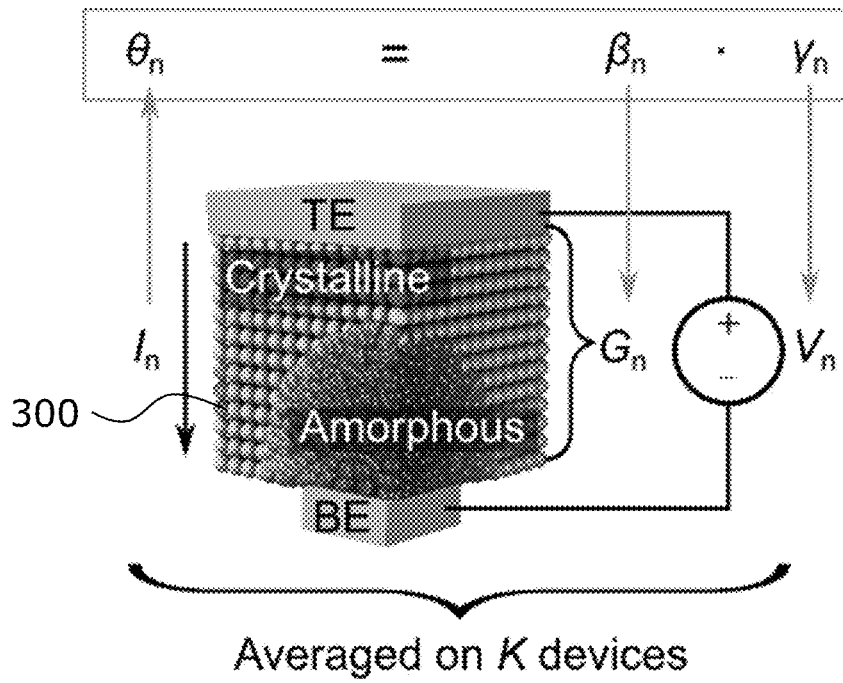 θn = βn · γn
TE
Crystalline
In
Gn
+
-
Vn
300
Amorphous
BE
Averaged on K devices